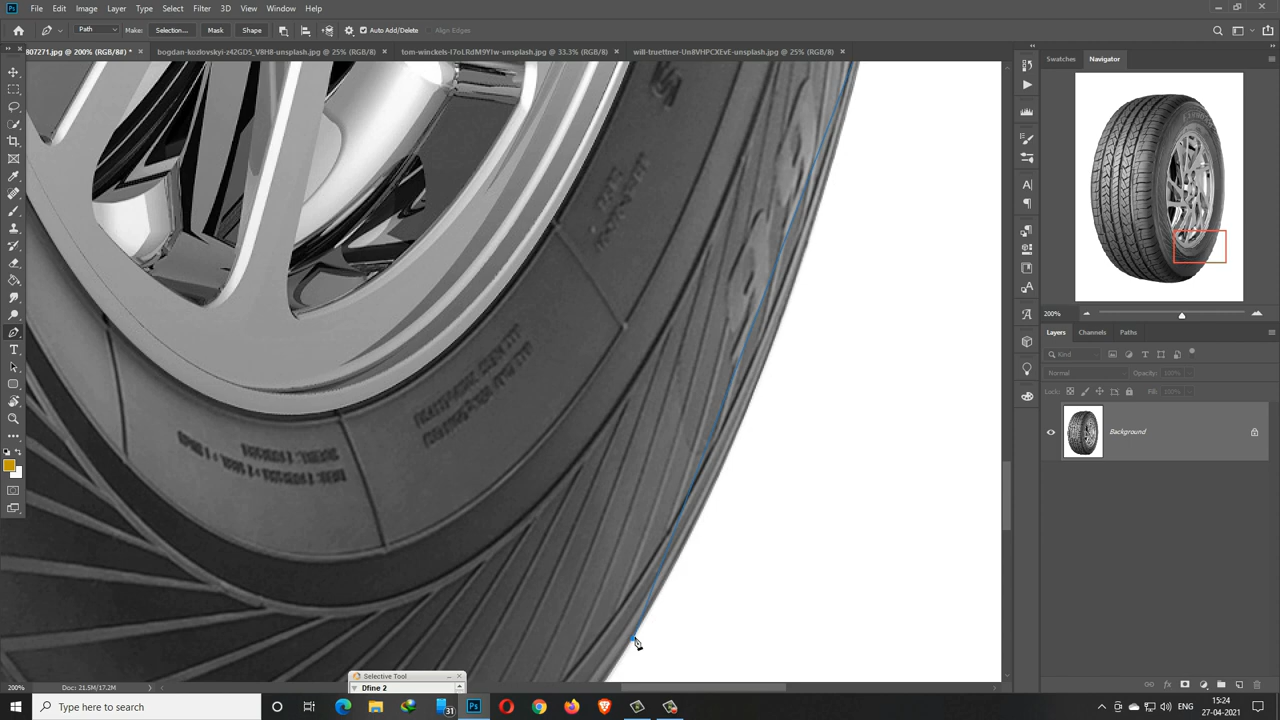 File Edit Image Layer Type Select Filter 3D View Window Help
Path Make: Selection... Mask Shape Auto Add/Delete Align Edges
807271.jpg @ 200% (RGB/8#) * × bogdan-kozlovskyi-z42GD5_V8H8-unsplash.jpg @ 25% (RGB/8) × tom-winckels-I7oLRdM9YIw-unsplash.jpg @ 33.3% (RGB/8) × will-truettner-Un8VHPCXEvE-unsplash.jpg @ 25% (RGB/8) ×
Swatches Navigator
200%
Layers Channels Paths
Kind
Normal Opacity: 100%
Lock: Fill: 100%
Background
Selective Tool
Dfine 2
200% Doc: 21.5M/17.2M
Type here to search
31
Ps
ENG
15:24
27-04-2021